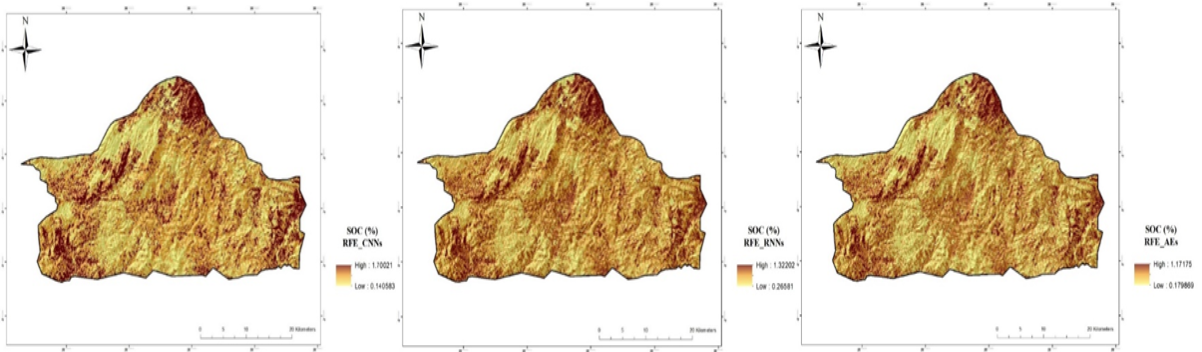 N
SOC (%)
RFE_CNNs
High : 1.70021
Low : 0.140583
0 5 10 20 Kilometers
N
SOC (%)
RFE_RNNs
High : 1.32202
Low : 0.26581
0 5 10 20 Kilometers
N
SOC (%)
RFE_AEs
High : 1.17175
Low : 0.179869
0 5 10 20 Kilometers